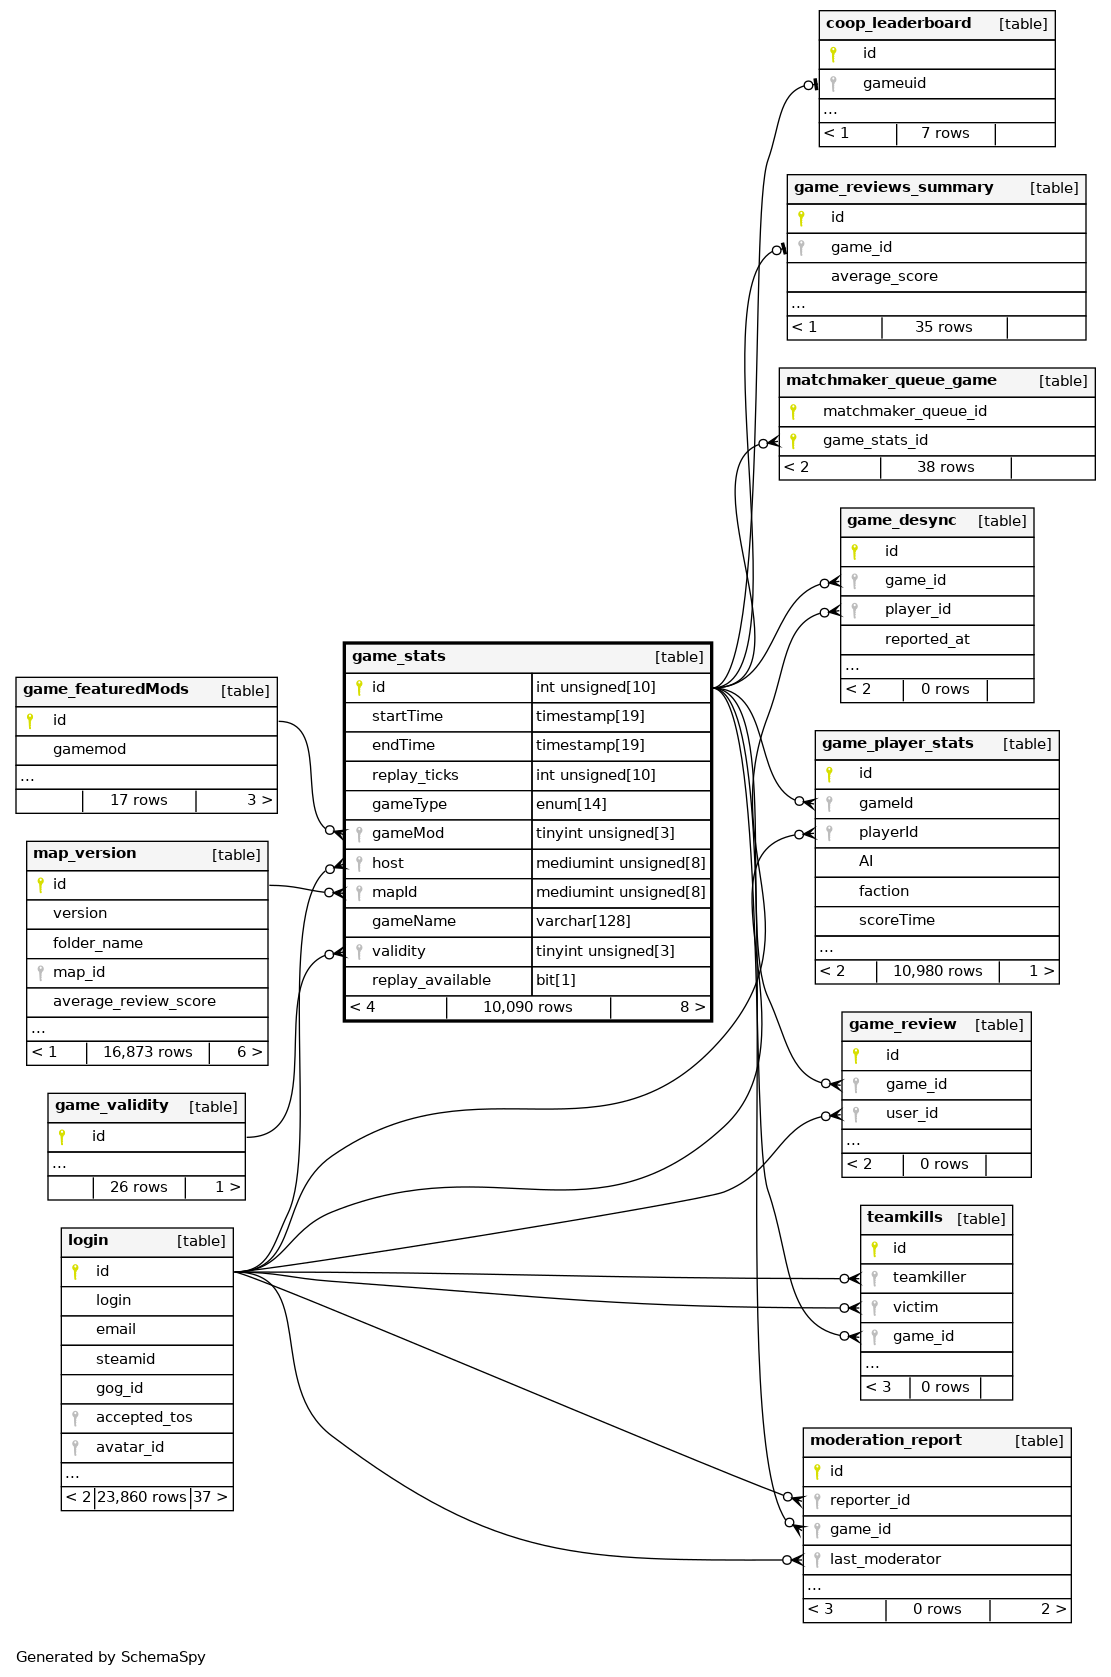 coop_leaderboard [table]
id
gameuid
...
< 1 7 rows
game_reviews_summary [table]
id
game_id
average_score
...
< 1 35 rows
matchmaker_queue_game [table]
matchmaker_queue_id
game_stats_id
< 2 38 rows
game_desync [table]
id
game_id
player_id
reported_at
...
< 2 0 rows
game_stats [table]
id int unsigned[10]
startTime timestamp[19]
endTime timestamp[19]
replay_ticks int unsigned[10]
gameType enum[14]
gameMod tinyint unsigned[3]
host mediumint unsigned[8]
mapId mediumint unsigned[8]
gameName varchar[128]
validity tinyint unsigned[3]
replay_available bit[1]
< 4 10,090 rows 8 >
game_featuredMods [table]
id
gamemod
...
17 rows 3 >
map_version [table]
id
version
folder_name
map_id
average_review_score
...
< 1 16,873 rows 6 >
game_validity [table]
id
...
26 rows 1 >
login [table]
id
login
email
steamid
gog_id
accepted_tos
avatar_id
...
< 2 23,860 rows 37 >
game_player_stats [table]
id
gameId
playerId
AI
faction
scoreTime
...
< 2 10,980 rows 1 >
game_review [table]
id
game_id
user_id
...
< 2 0 rows
teamkills [table]
id
teamkiller
victim
game_id
...
< 3 0 rows
moderation_report [table]
id
reporter_id
game_id
last_moderator
...
< 3 0 rows 2 >
Generated by SchemaSpy